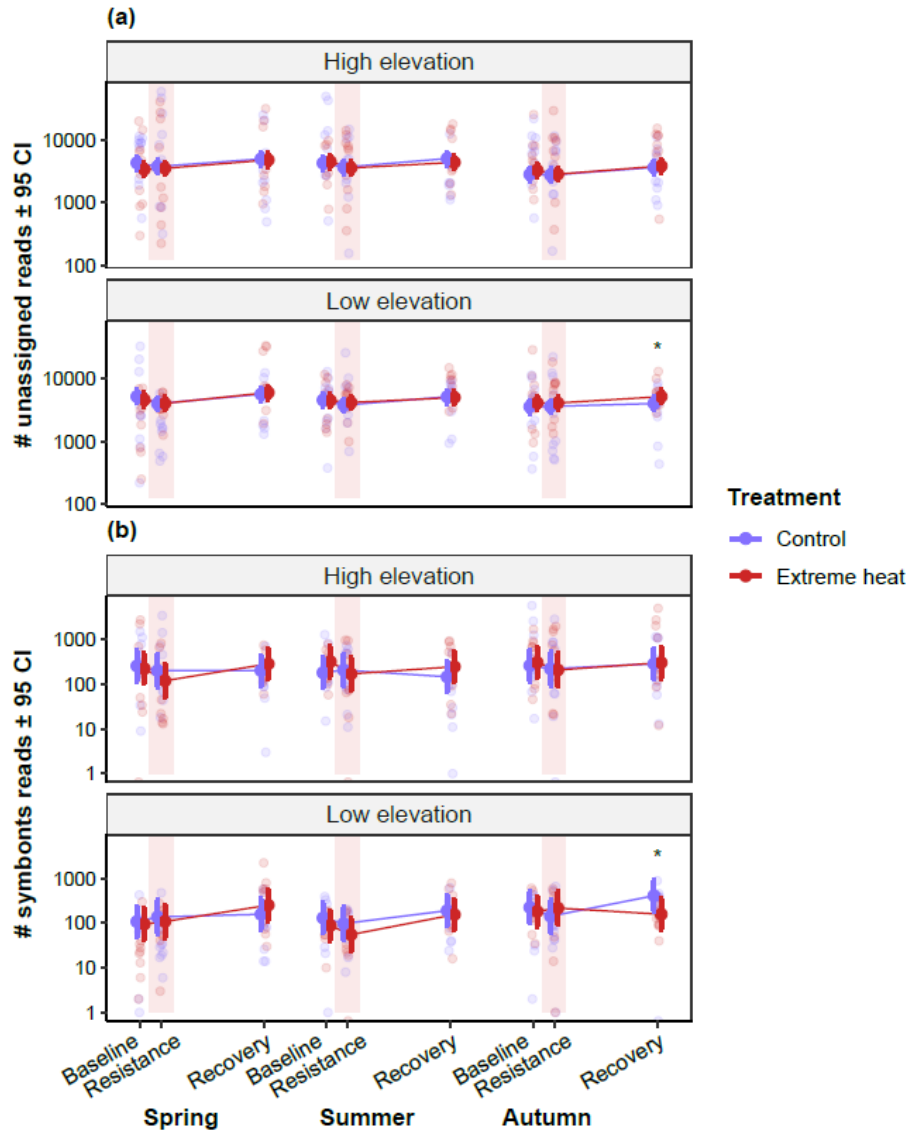 (a)
High elevation
10000
1000
100
Low elevation
*
10000
1000
100
# unassigned reads ± 95 CI
(b)
High elevation
1000
100
10
1
Low elevation
*
1000
100
10
1
# symbonts reads ± 95 CI
Baseline
Resistance
Recovery
Baseline
Resistance
Recovery
Baseline
Resistance
Recovery
Spring Summer Autumn
Treatment
Control
Extreme heat